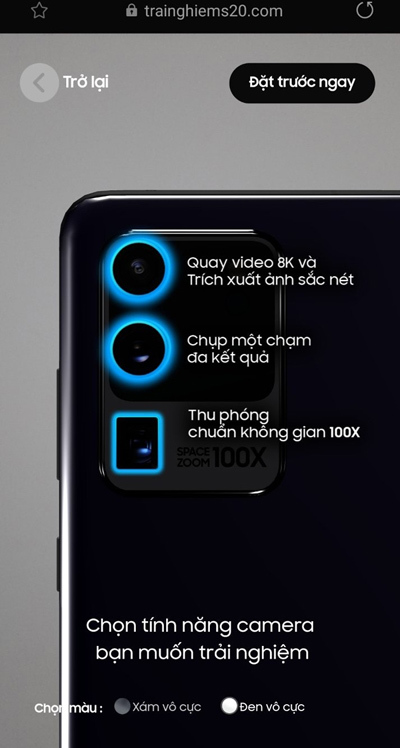 trainghiems20.com
Trở lại
Đặt trước ngay
Quay video 8K và
Trích xuất ảnh sắc nét
Chụp một chạm
đa kết quả
Thu phóng
chuẩn không gian 100X
SPACE
ZOOM 100X
Chọn tính năng camera
bạn muốn trải nghiệm
Chọn màu : Xám vô cực Đen vô cực